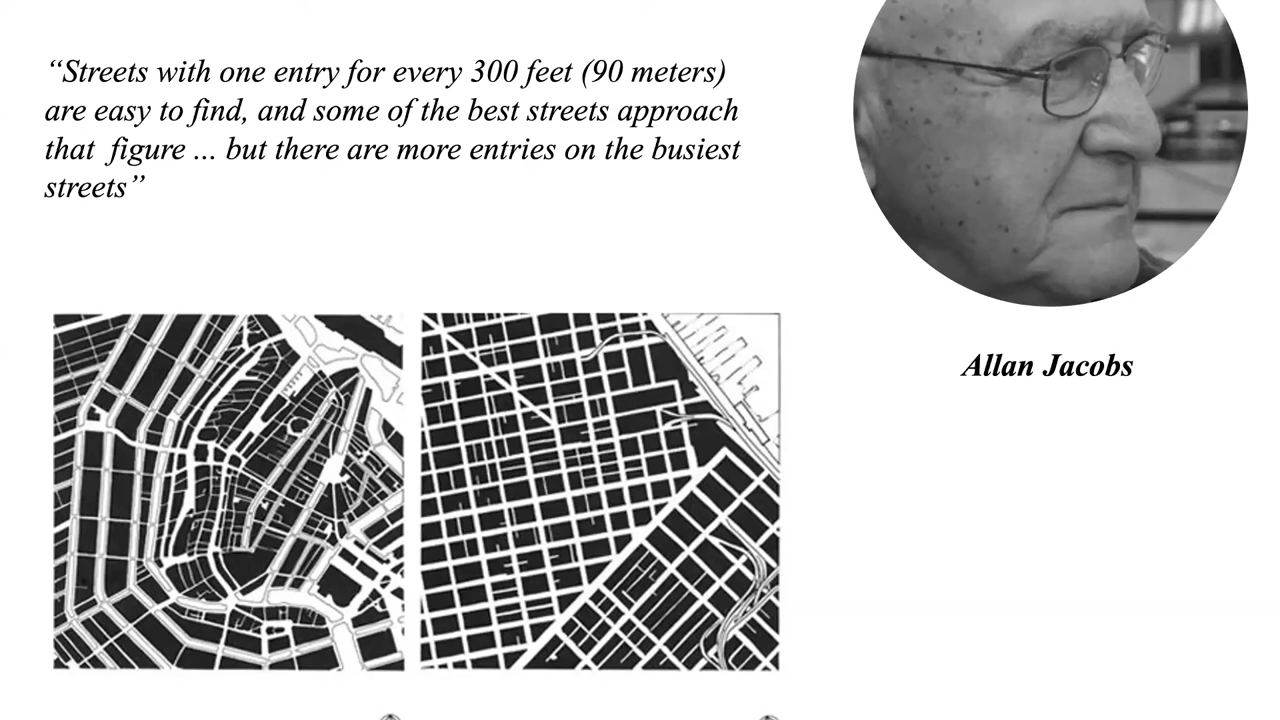 “Streets with one entry for every 300 feet (90 meters)
are easy to find, and some of the best streets approach
that figure ... but there are more entries on the busiest
streets”
Allan Jacobs